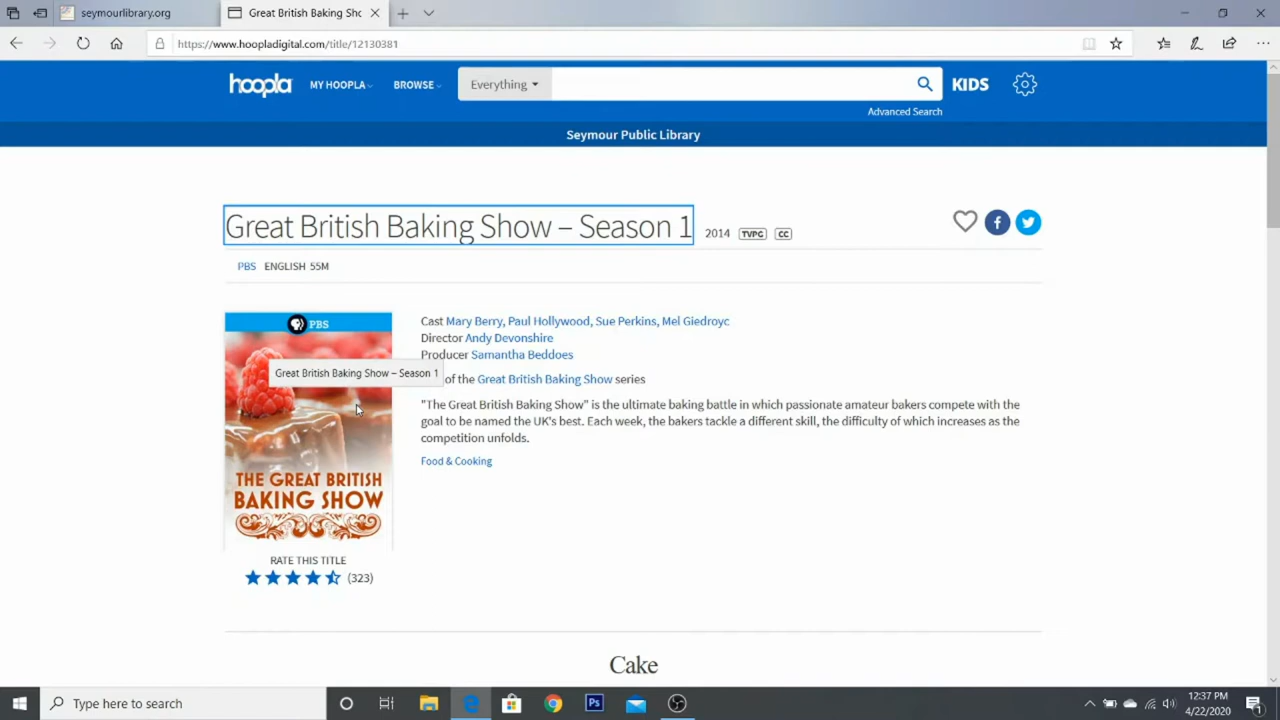 seymourlibrary.org
Great British Baking Sho
https://www.hoopladigital.com/title/12130381
hoopla
MY HOOPLA
BROWSE
Everything
KIDS
Advanced Search
Seymour Public Library
Great British Baking Show – Season 1
2014 TVPG CC
PBS ENGLISH 55M
PBS
Great British Baking Show – Season 1
THE GREAT BRITISH
BAKING SHOW
RATE THIS TITLE
(323)
Cast Mary Berry, Paul Hollywood, Sue Perkins, Mel Giedroyc
Director Andy Devonshire
Producer Samantha Beddoes
of the Great British Baking Show series
"The Great British Baking Show" is the ultimate baking battle in which passionate amateur bakers compete with the
goal to be named the UK's best. Each week, the bakers tackle a different skill, the difficulty of which increases as the
competition unfolds.
Food & Cooking
Cake
Type here to search
Ps
12:37 PM
4/22/2020
1